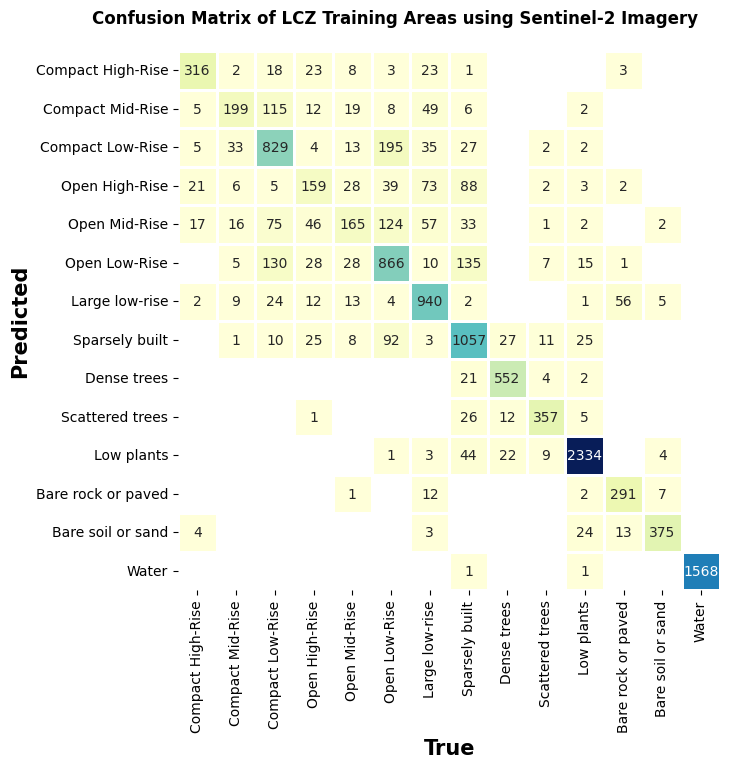 Confusion Matrix of LCZ Training Areas using Sentinel-2 Imagery
Compact High-Rise 316 2 18 23 8 3 23 1 3
Compact Mid-Rise 5 199 115 12 19 8 49 6 2
Compact Low-Rise 5 33 829 4 13 195 35 27 2 2
Open High-Rise 21 6 5 159 28 39 73 88 2 3 2
Open Mid-Rise 17 16 75 46 165 124 57 33 1 2 2
Open Low-Rise 5 130 28 28 866 10 135 7 15 1
Large low-rise 2 9 24 12 13 4 940 2 1 56 5
Sparsely built 1 10 25 8 92 3 1057 27 11 25
Dense trees 21 552 4 2
Scattered trees 1 26 12 357 5
Low plants 1 3 44 22 9 2334 4
Bare rock or paved 1 12 2 291 7
Bare soil or sand 4 3 24 13 375
Water 1 1 1568
Predicted
Compact High-Rise
Compact Mid-Rise
Compact Low-Rise
Open High-Rise
Open Mid-Rise
Open Low-Rise
Large low-rise
Sparsely built
Dense trees
Scattered trees
Low plants
Bare rock or paved
Bare soil or sand
Water
True